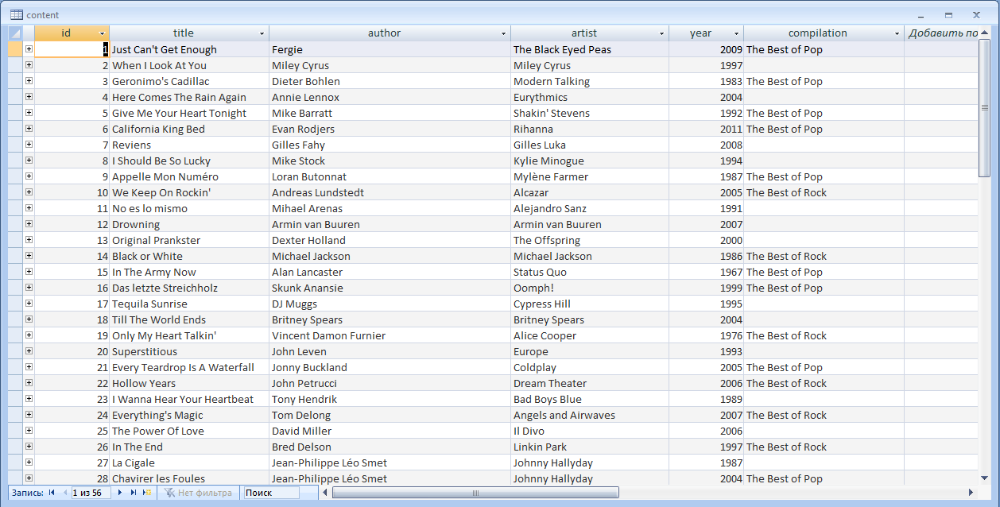 content
id title author artist year compilation Добавить по
1 Just Can't Get Enough Fergie The Black Eyed Peas 2009 The Best of Pop
2 When I Look At You Miley Cyrus Miley Cyrus 1997
3 Geronimo's Cadillac Dieter Bohlen Modern Talking 1983 The Best of Pop
4 Here Comes The Rain Again Annie Lennox Eurythmics 2004
5 Give Me Your Heart Tonight Mike Barratt Shakin' Stevens 1992 The Best of Pop
6 California King Bed Evan Rodjers Rihanna 2011 The Best of Pop
7 Reviens Gilles Fahy Gilles Luka 2008
8 I Should Be So Lucky Mike Stock Kylie Minogue 1994
9 Appelle Mon Numéro Loran Butonnat Mylène Farmer 1987 The Best of Pop
10 We Keep On Rockin' Andreas Lundstedt Alcazar 2005 The Best of Rock
11 No es lo mismo Mihael Arenas Alejandro Sanz 1991
12 Drowning Armin van Buuren Armin van Buuren 2007
13 Original Prankster Dexter Holland The Offspring 2000
14 Black or White Michael Jackson Michael Jackson 1986 The Best of Rock
15 In The Army Now Alan Lancaster Status Quo 1967 The Best of Pop
16 Das letzte Streichholz Skunk Anansie Oomph! 1999 The Best of Pop
17 Tequila Sunrise DJ Muggs Cypress Hill 1995
18 Till The World Ends Britney Spears Britney Spears 2004
19 Only My Heart Talkin' Vincent Damon Furnier Alice Cooper 1976 The Best of Rock
20 Superstitious John Leven Europe 1993
21 Every Teardrop Is A Waterfall Jonny Buckland Coldplay 2005 The Best of Pop
22 Hollow Years John Petrucci Dream Theater 2006 The Best of Rock
23 I Wanna Hear Your Heartbeat Tony Hendrik Bad Boys Blue 1989
24 Everything's Magic Tom Delong Angels and Airwaves 2007 The Best of Rock
25 The Power Of Love David Miller Il Divo 2006
26 In The End Bred Delson Linkin Park 1997 The Best of Rock
27 La Cigale Jean-Philippe Léo Smet Johnny Hallyday 1987
28 Chavirer les Foules Jean-Philippe Léo Smet Johnny Hallyday 2004 The Best of Pop
Запись: 1 из 56 Нет фильтра Поиск